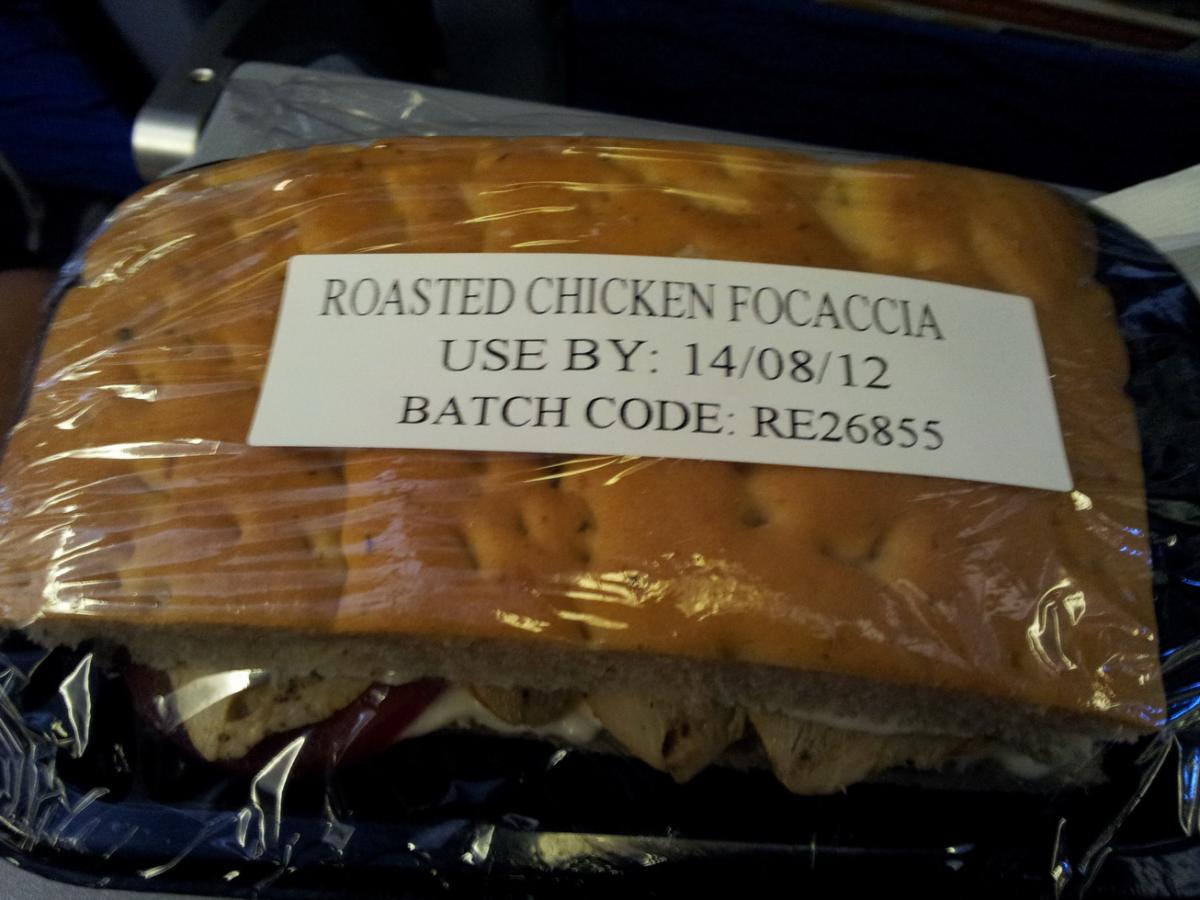 ROASTED CHICKEN FOCACCIA
USE BY: 14/08/12
BATCH CODE: RE26855